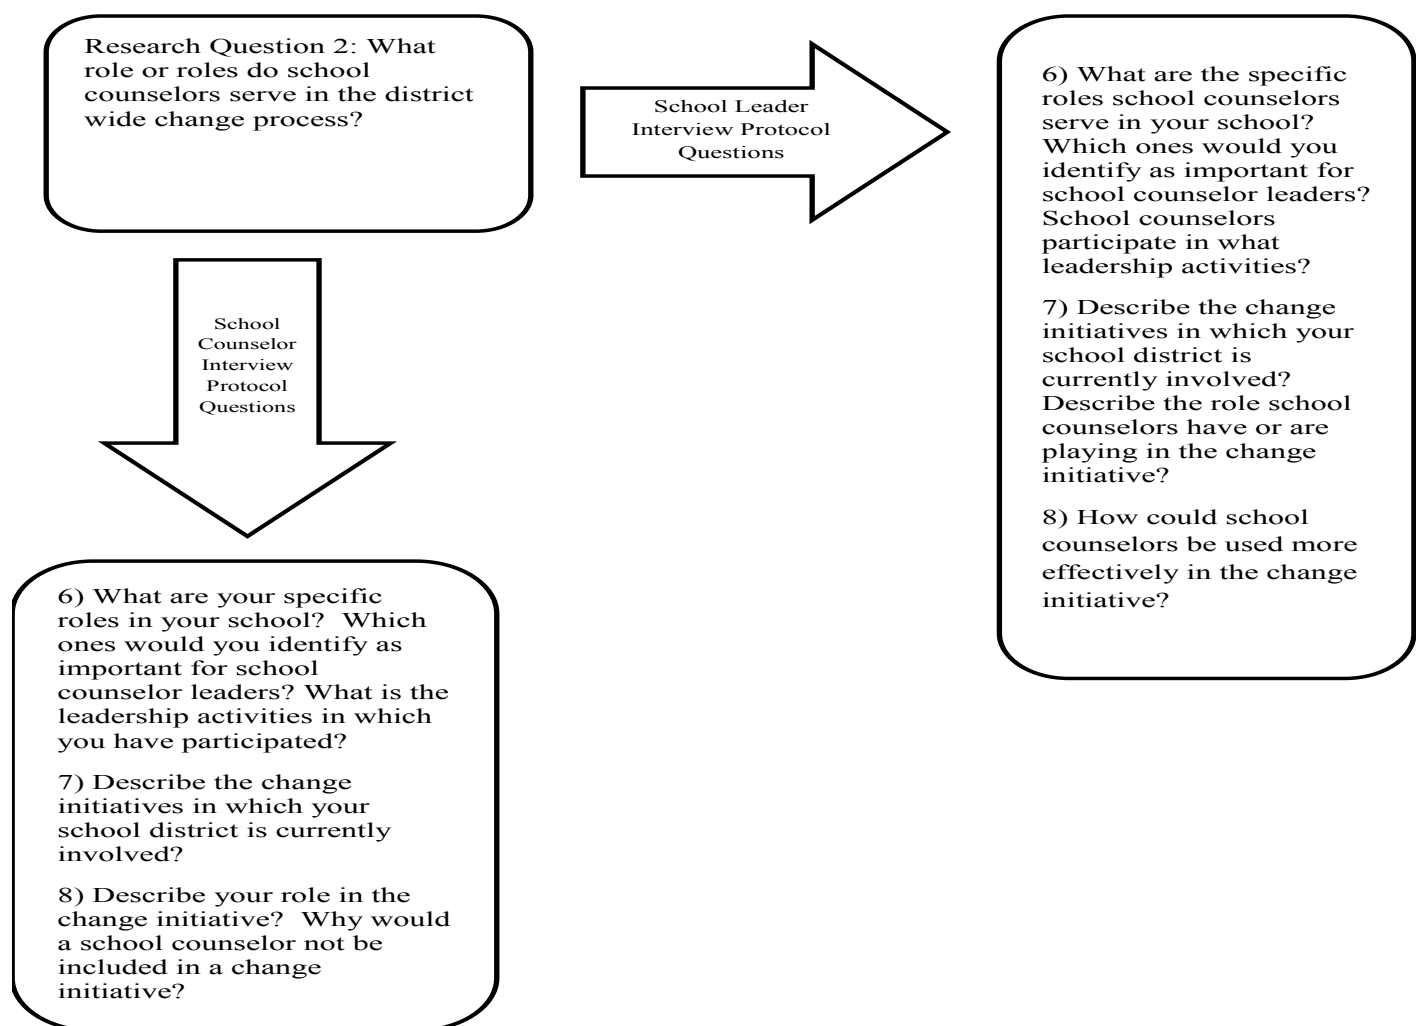 Research Question 2: What
role or roles do school
counselors serve in the district
wide change process?
School Leader
Interview Protocol
Questions
6) What are the specific
roles school counselors
serve in your school?
Which ones would you
identify as important for
school counselor leaders?
School counselors
participate in what
leadership activities?
7) Describe the change
initiatives in which your
school district is
currently involved?
Describe the role school
counselors have or are
playing in the change
initiative?
8) How could school
counselors be used more
effectively in the change
initiative?
School
Counselor
Interview
Protocol
Questions
6) What are your specific
roles in your school?  Which
ones would you identify as
important for school
counselor leaders? What is the
leadership activities in which
you have participated?
7) Describe the change
initiatives in which your
school district is currently
involved?
8) Describe your role in the
change initiative?  Why would
a school counselor not be
included in a change
initiative?